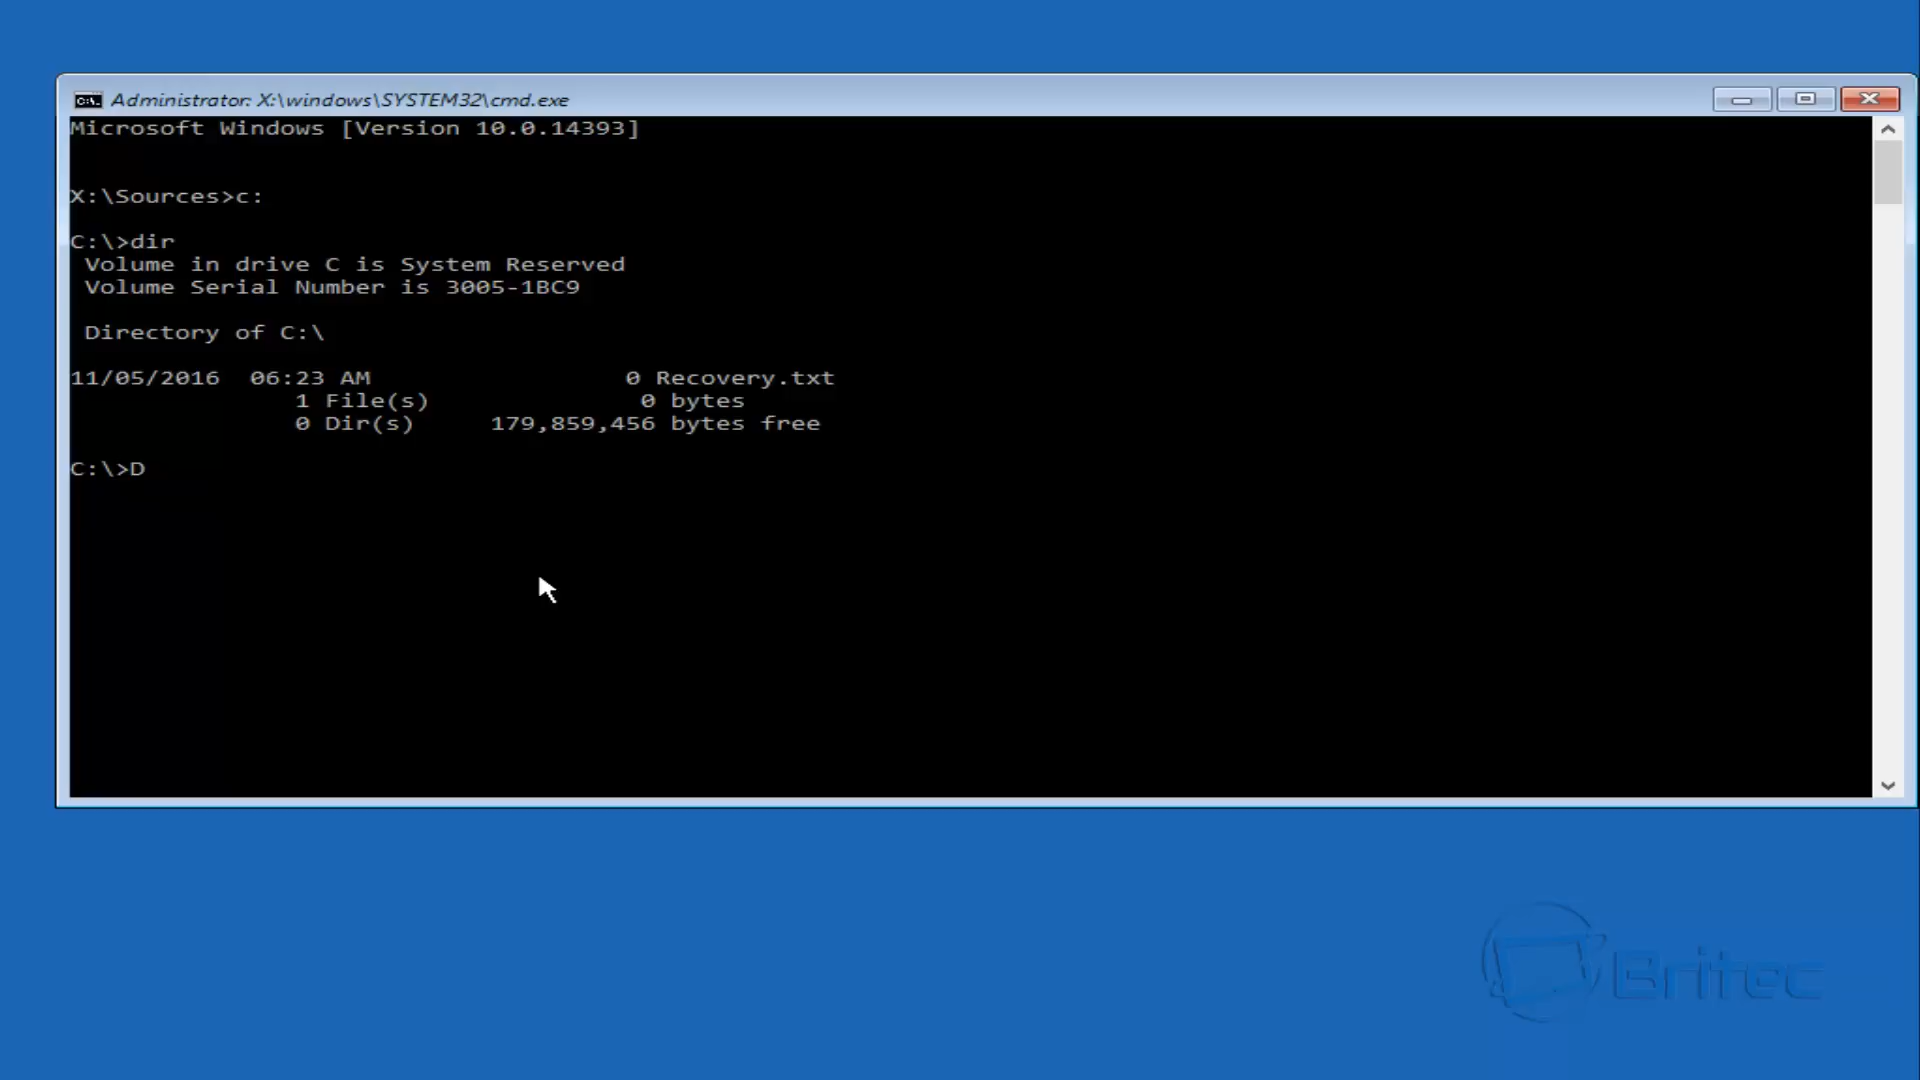 Administrator: X:\windows\SYSTEM32\cmd.exe
Microsoft Windows [Version 10.0.14393]
X:\Sources>c:
C:\>dir
Volume in drive C is System Reserved
Volume Serial Number is 3005-1BC9
Directory of C:\
11/05/2016  06:23 AM                 0 Recovery.txt
1 File(s)              0 bytes
0 Dir(s)     179,859,456 bytes free
C:\>D
Britec